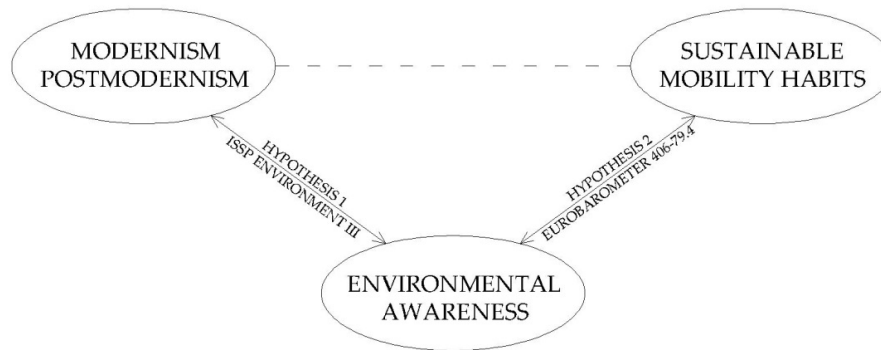 MODERNISM
POSTMODERNISM
SUSTAINABLE
MOBILITY HABITS
HYPOTHESIS 1
ISSP ENVIRONMENT III
HYPOTHESIS 2
EUROBAROMETER 406-79.4
ENVIRONMENTAL
AWARENESS